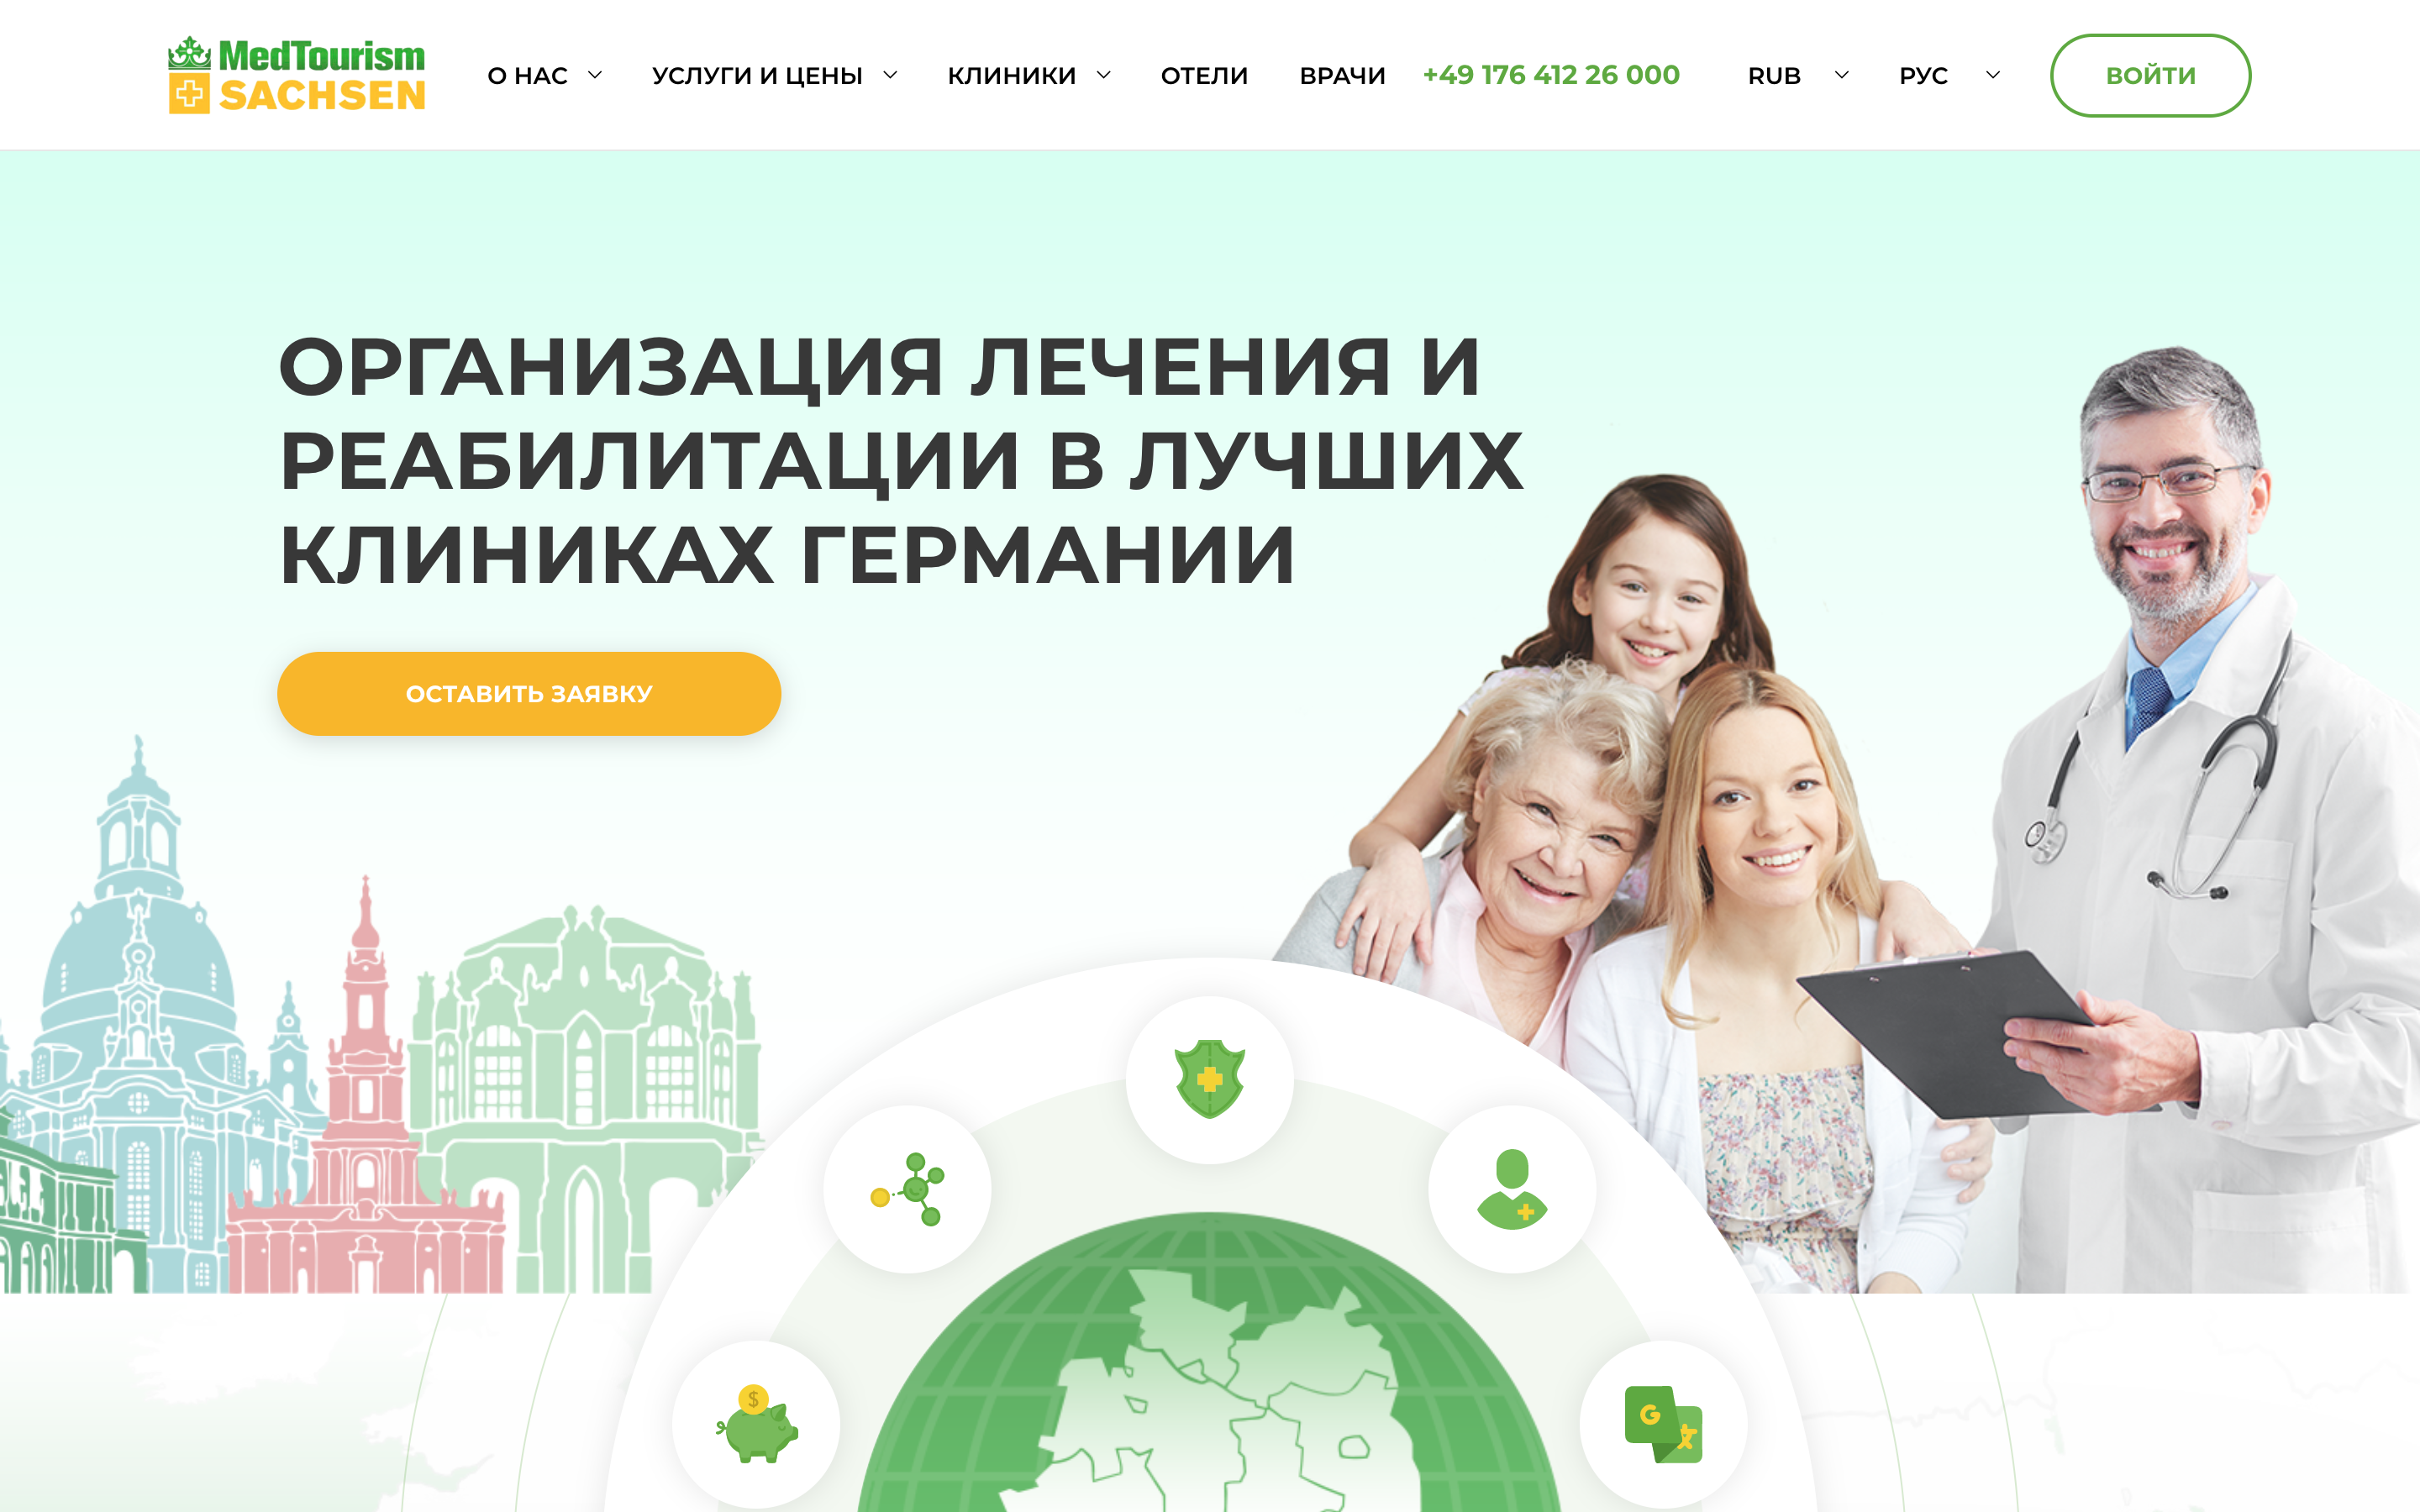 MedTourism
SACHSEN
О НАС
УСЛУГИ И ЦЕНЫ
КЛИНИКИ
ОТЕЛИ
ВРАЧИ
+49 176 412 26 000
RUB
РУС
ВОЙТИ
ОРГАНИЗАЦИЯ ЛЕЧЕНИЯ И
РЕАБИЛИТАЦИИ В ЛУЧШИХ
КЛИНИКАХ ГЕРМАНИИ
ОСТАВИТЬ ЗАЯВКУ
$
G
文